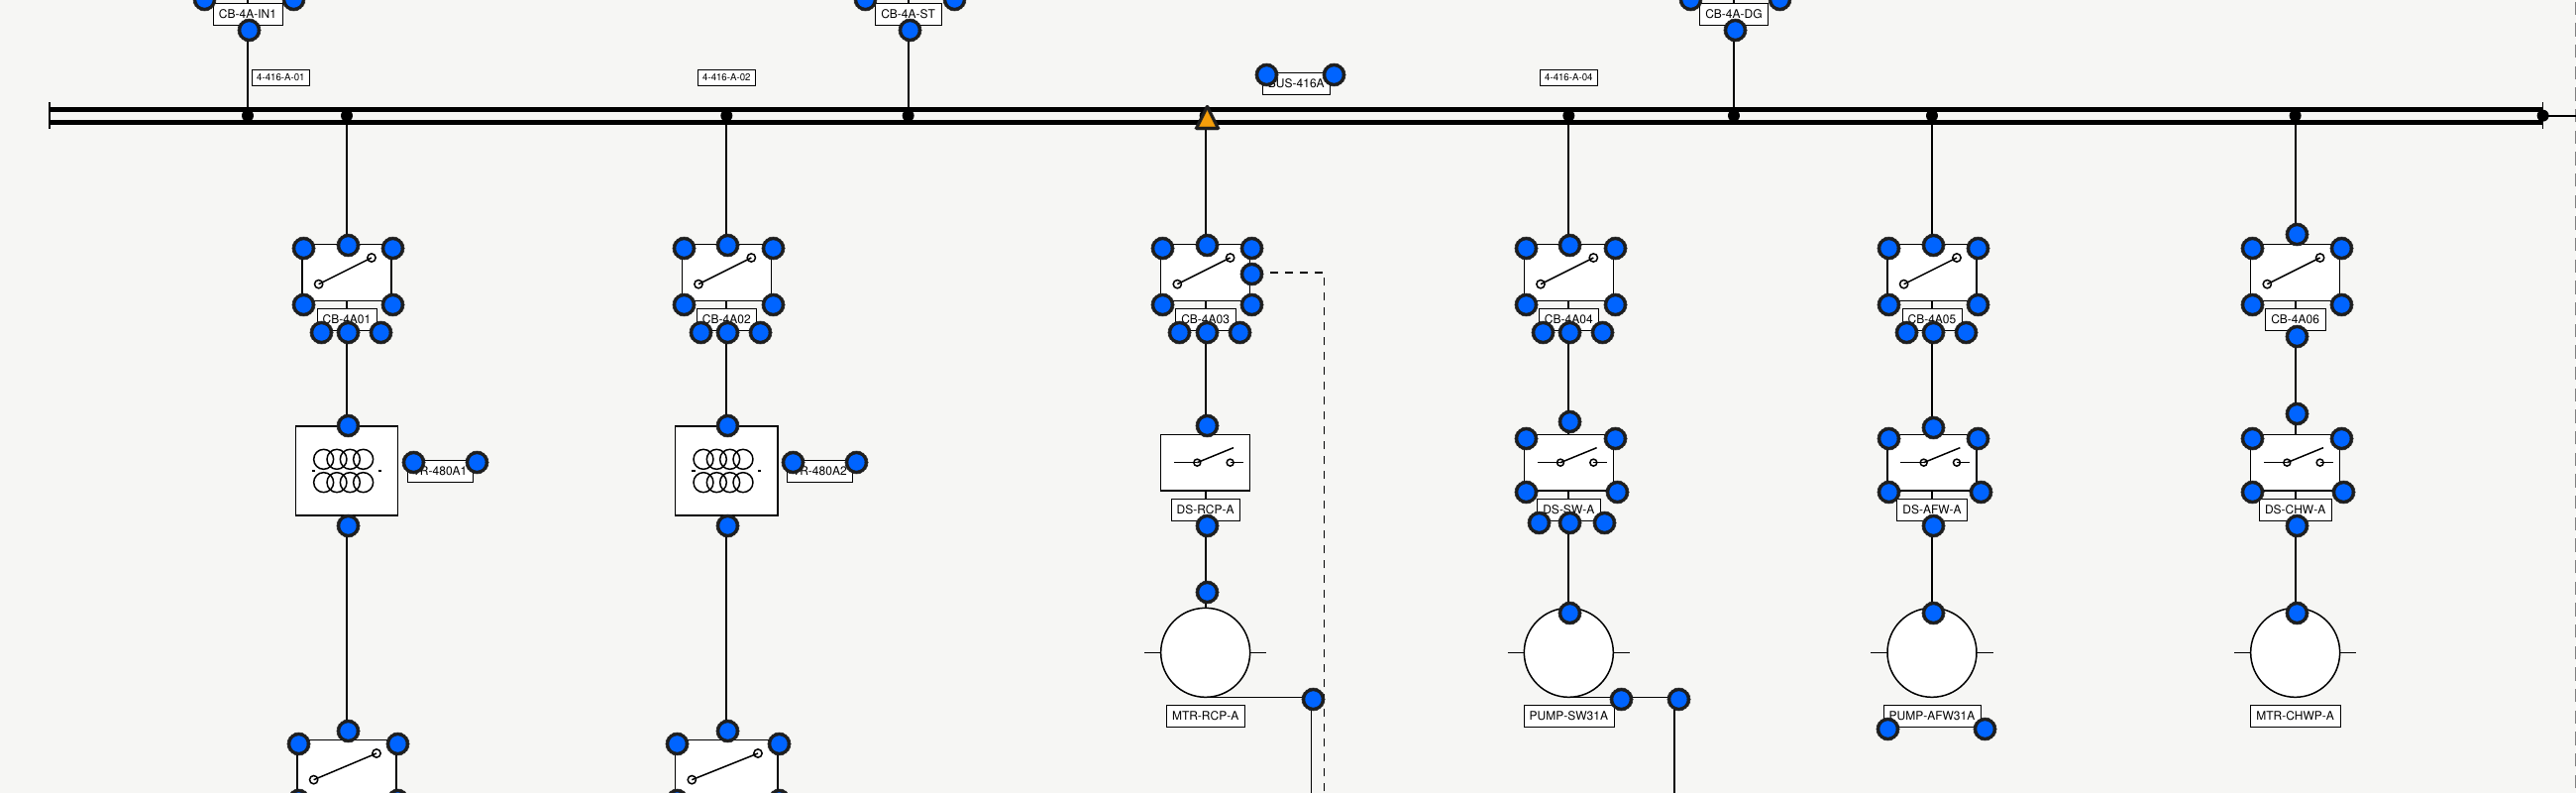 CB-4A-IN1
CB-4A-ST
CB-4A-DG
4-416-A-01
4-416-A-02
BUS-416A
4-416-A-04
CB-4A01
CB-4A02
CB-4A03
CB-4A04
CB-4A05
CB-4A06
TR-480A1
TR-480A2
DS-RCP-A
DS-SW-A
DS-AFW-A
DS-CHW-A
MTR-RCP-A
PUMP-SW31A
PUMP-AFW31A
MTR-CHWP-A